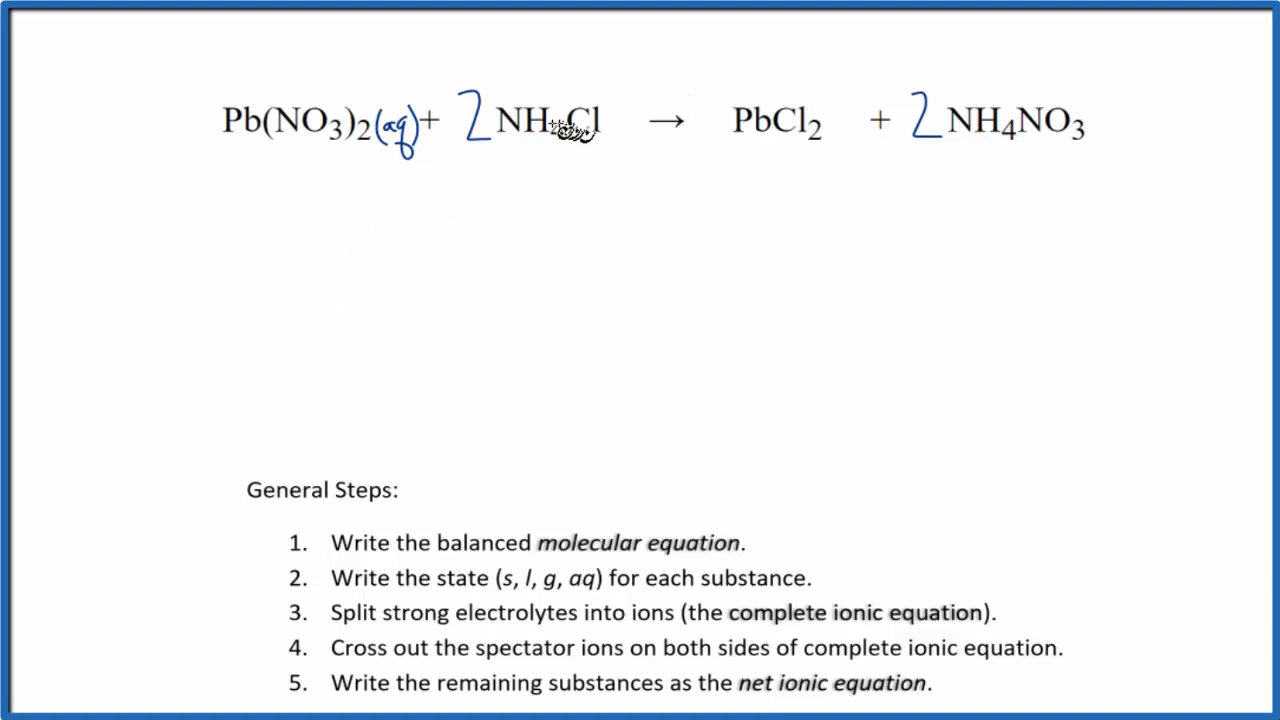 Pb(NO₃)₂(aq) + 2 NH₄Cl → PbCl₂ + 2 NH₄NO₃
General Steps:
1. Write the balanced molecular equation.
2. Write the state (s, l, g, aq) for each substance.
3. Split strong electrolytes into ions (the complete ionic equation).
4. Cross out the spectator ions on both sides of complete ionic equation.
5. Write the remaining substances as the net ionic equation.